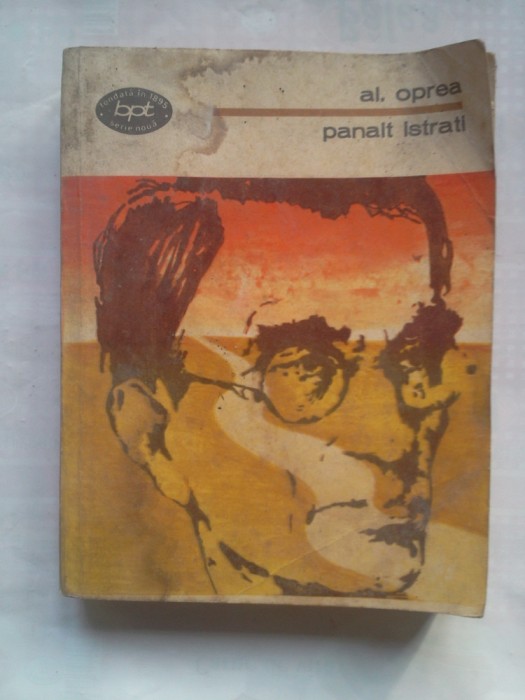 fondată în 1895
bpt
serie nouă
al. oprea
panait istrati